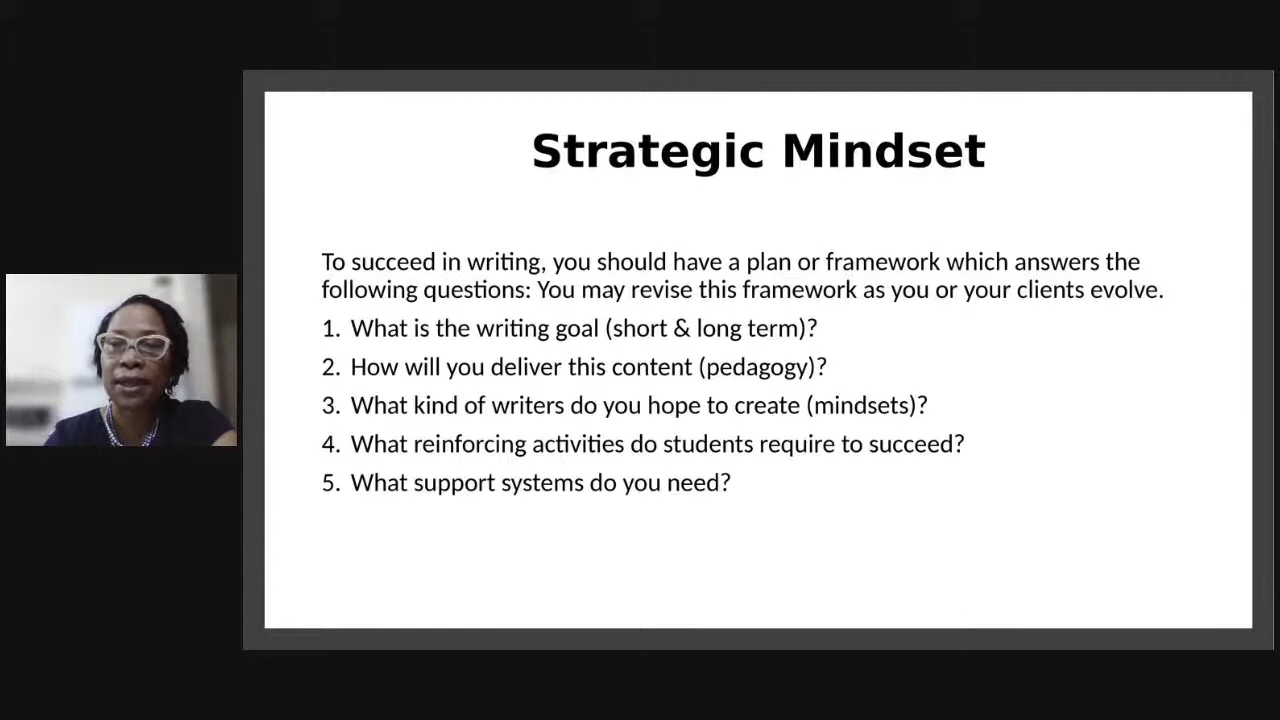 Strategic Mindset
To succeed in writing, you should have a plan or framework which answers the
following questions: You may revise this framework as you or your clients evolve.
1. What is the writing goal (short & long term)?
2. How will you deliver this content (pedagogy)?
3. What kind of writers do you hope to create (mindsets)?
4. What reinforcing activities do students require to succeed?
5. What support systems do you need?